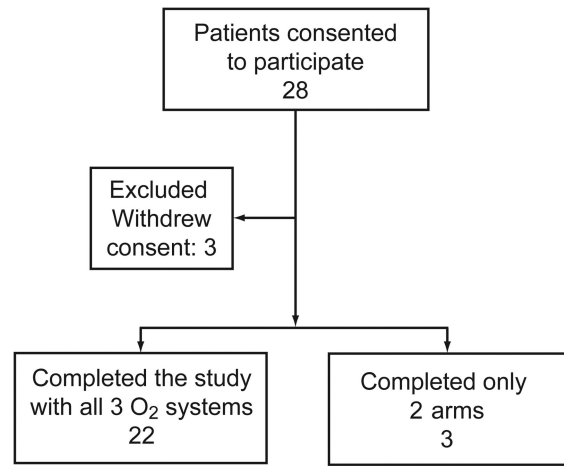 Patients consented
to participate
28
Excluded
Withdrew
consent: 3
Completed the study
with all 3 O₂ systems
22
Completed only
2 arms
3